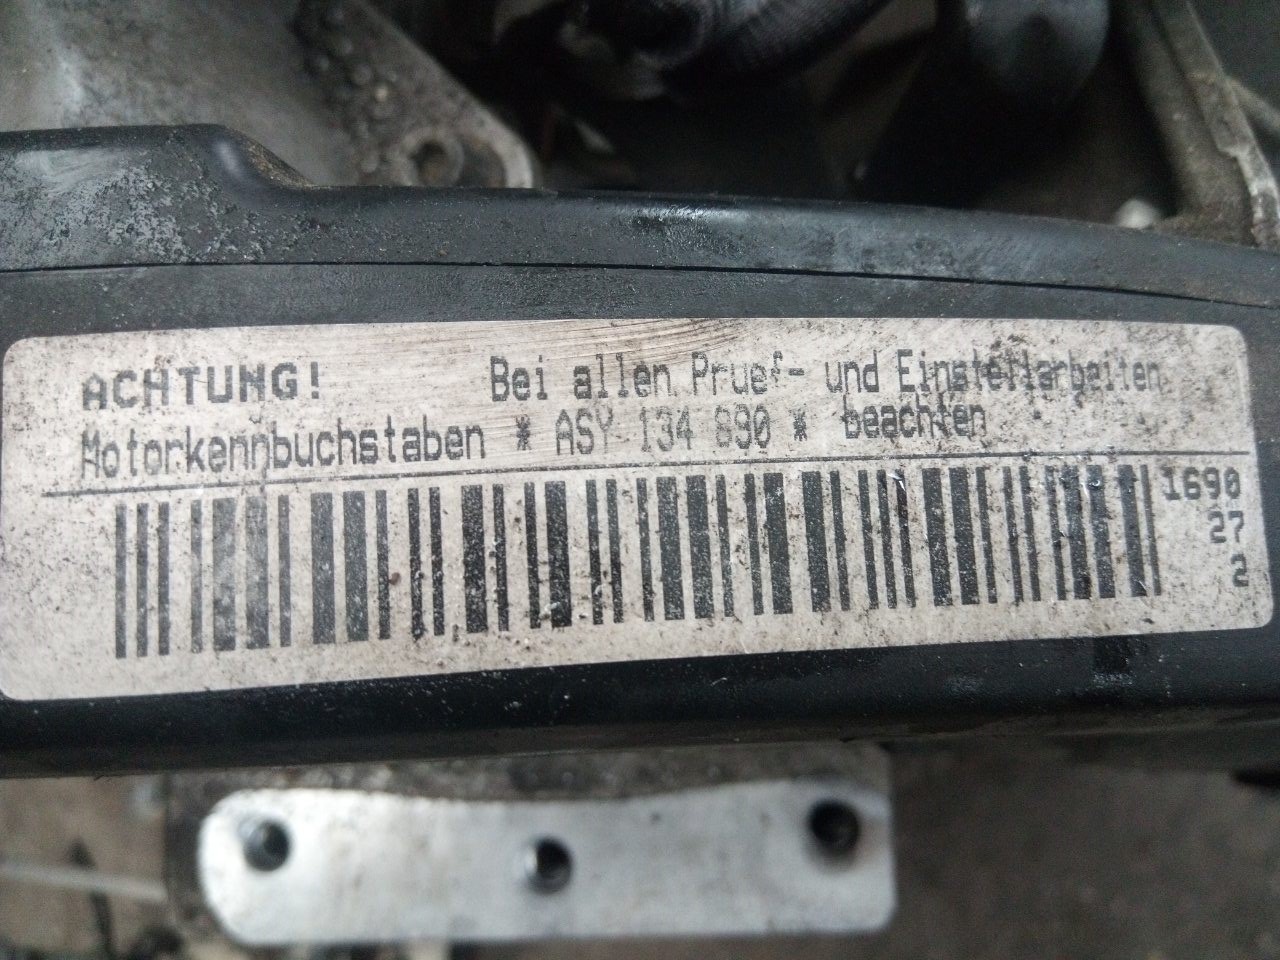 ACHTUNG! Bei allen Pruef- und Einstellarbeiten
Motorkennbuchstaben * ASY 134 890 * beachten
1690
27
2